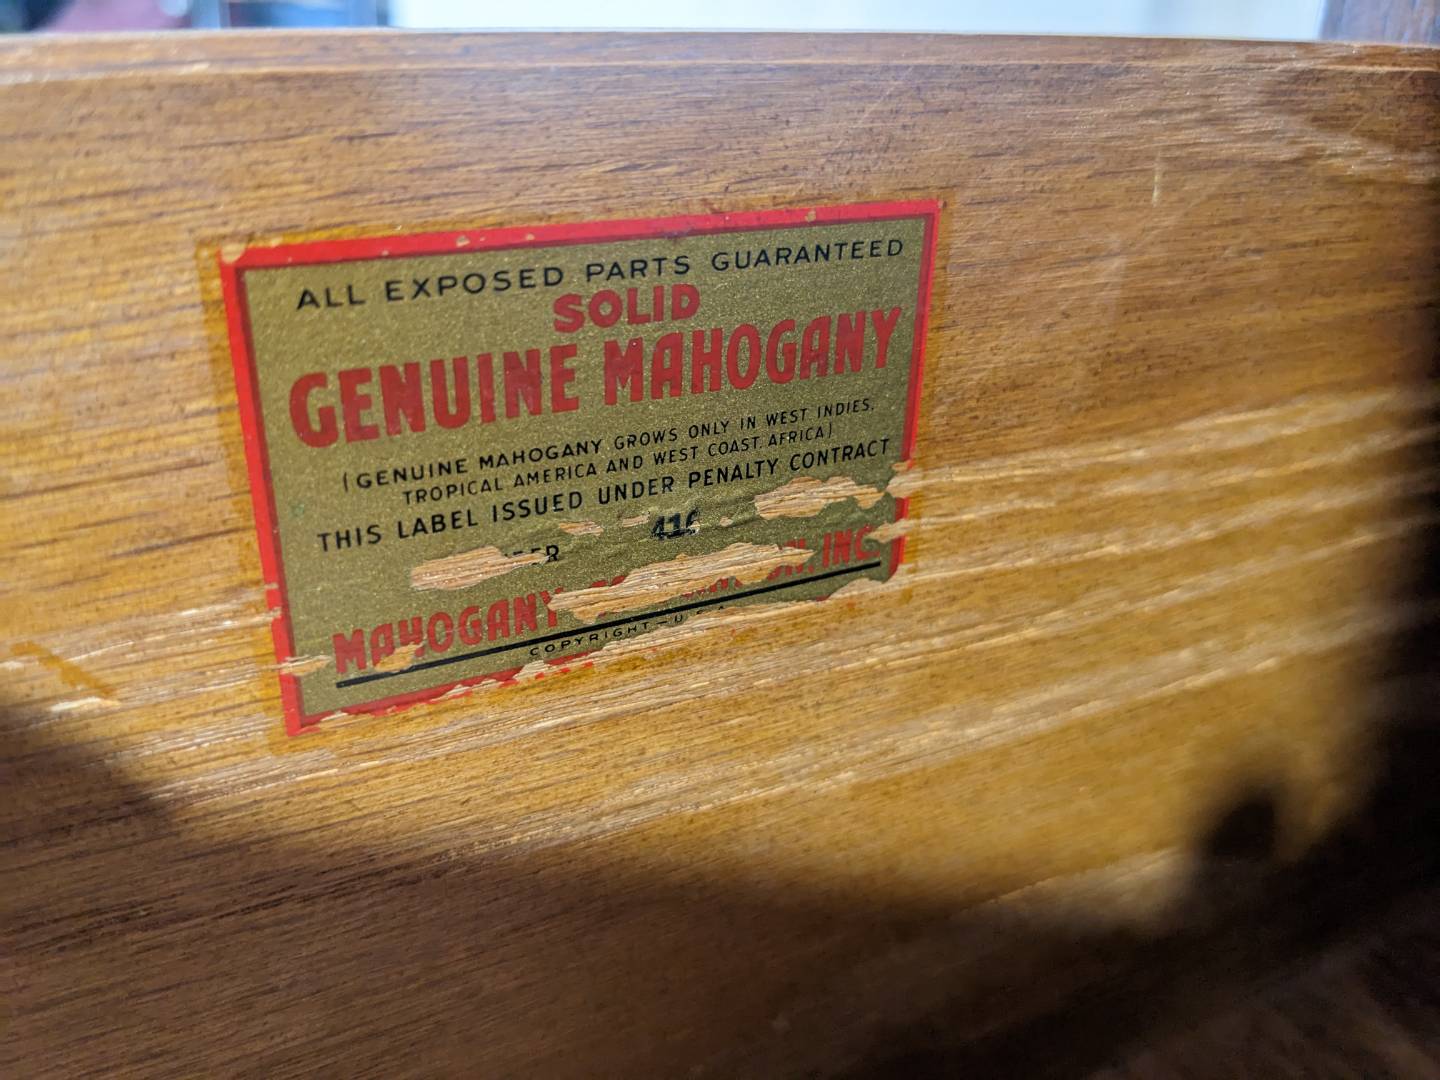 ALL EXPOSED PARTS GUARANTEED
SOLID
GENUINE MAHOGANY
(GENUINE MAHOGANY GROWS ONLY IN WEST INDIES,
TROPICAL AMERICA AND WEST COAST, AFRICA)
THIS LABEL ISSUED UNDER PENALTY CONTRACT
MAHOGANY INC.
COPYRIGHT—U.S.A.